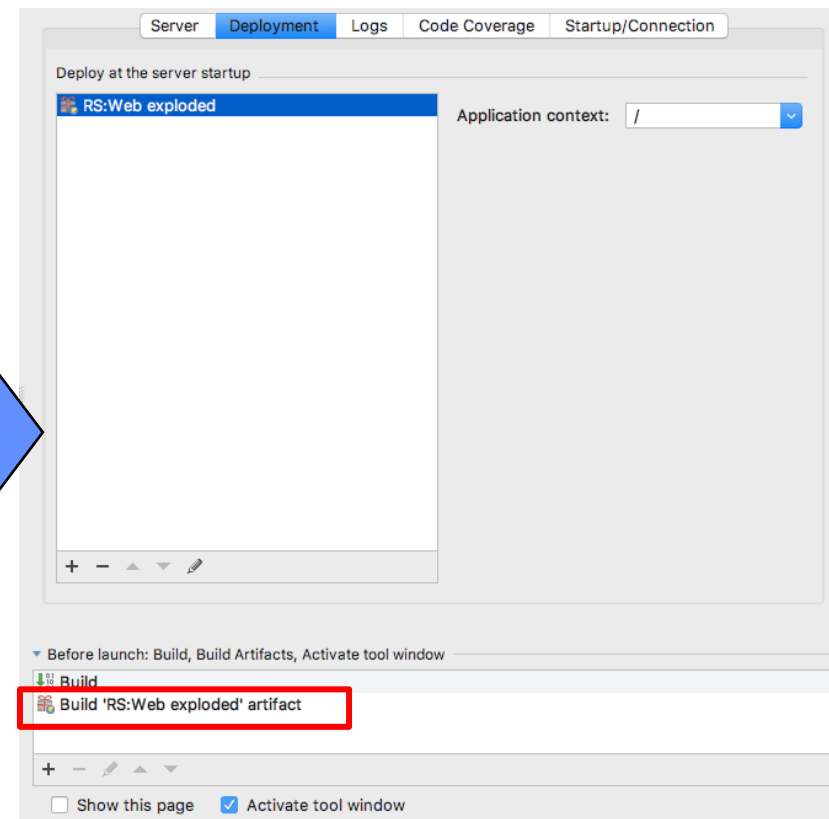 Server Deployment Logs Code Coverage Startup/Connection
Deploy at the server startup
RS:Web exploded
Application context: /
Before launch: Build, Build Artifacts, Activate tool window
Build
Build 'RS:Web exploded' artifact
Show this page Activate tool window